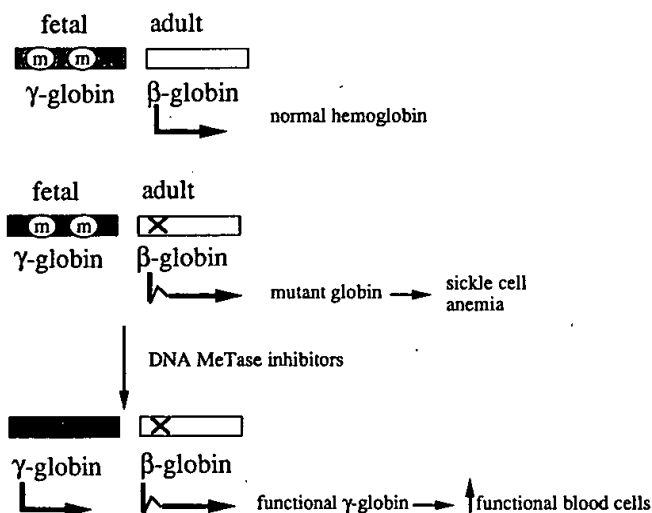 fetal adult
m m
γ-globin β-globin
normal hemoglobin
fetal adult
m m X
γ-globin β-globin
mutant globin sickle cell
anemia
DNA MeTase inhibitors
X
γ-globin β-globin
functional γ-globin functional blood cells